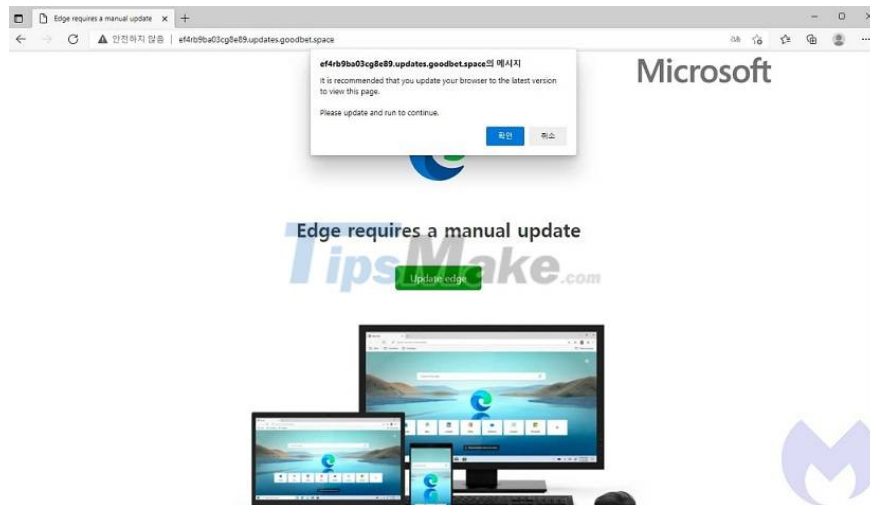 Edge requires a manual update
안전하지 않음 | ef4rb9ba03cg8e89.updates.goodbet.space
ef4rb9ba03cg8e89.updates.goodbet.space의 메시지
It is recommended that you update your browser to the latest version
to view this page.
Please update and run to continue.
확인 취소
Microsoft
Edge requires a manual update
TipsMake.com
Update edge